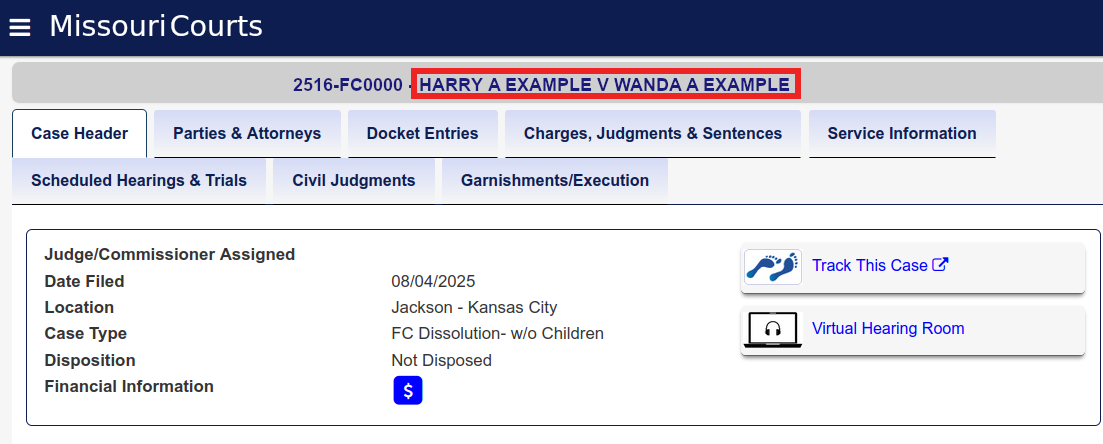 Missouri Courts
2516-FC0000 - HARRY A EXAMPLE V WANDA A EXAMPLE
Case Header
Parties & Attorneys
Docket Entries
Charges, Judgments & Sentences
Service Information
Scheduled Hearings & Trials
Civil Judgments
Garnishments/Execution
Judge/Commissioner Assigned
Date Filed 08/04/2025
Location Jackson - Kansas City
Case Type FC Dissolution- w/o Children
Disposition Not Disposed
Financial Information $
Track This Case
Virtual Hearing Room